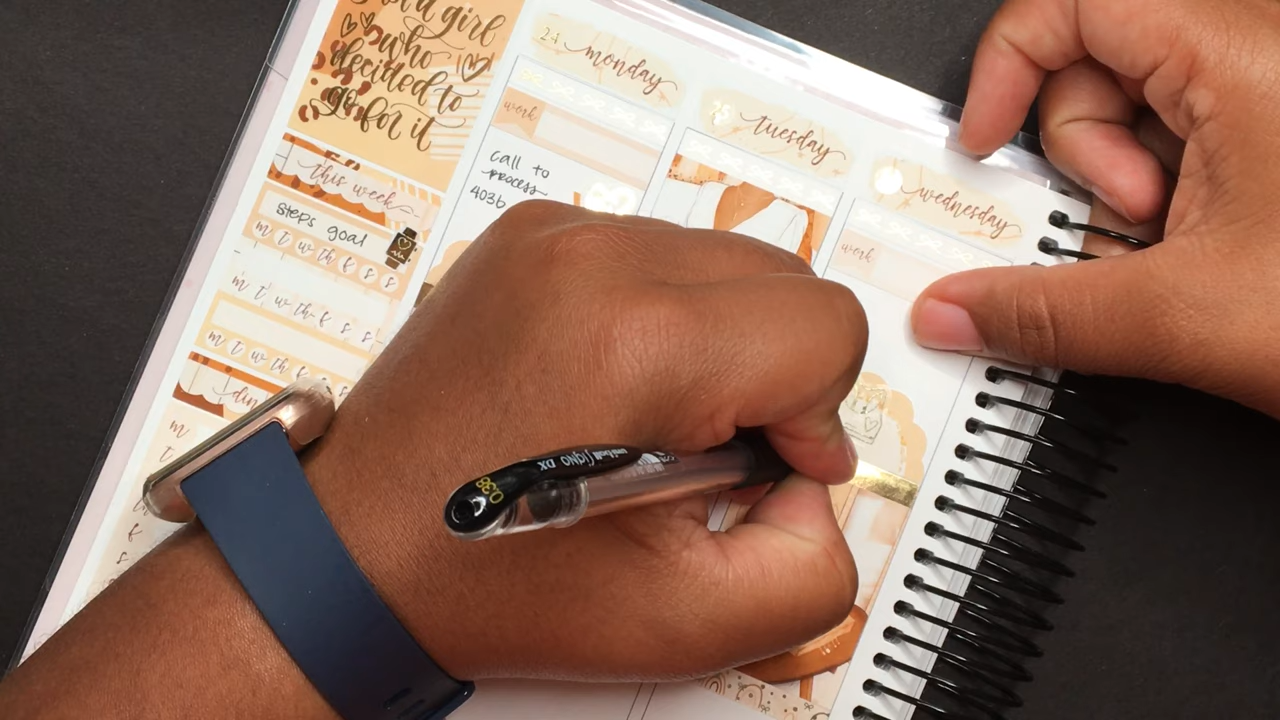 a girl
who
decided to
go for it
this week
steps goal
m t w th f s s
m t w th f s s
m t w th f s s
m
t
w
f
s
24 monday
work
call to
process
403b
25 tuesday
wednesday
work
uni-ball Signo DX
0.38